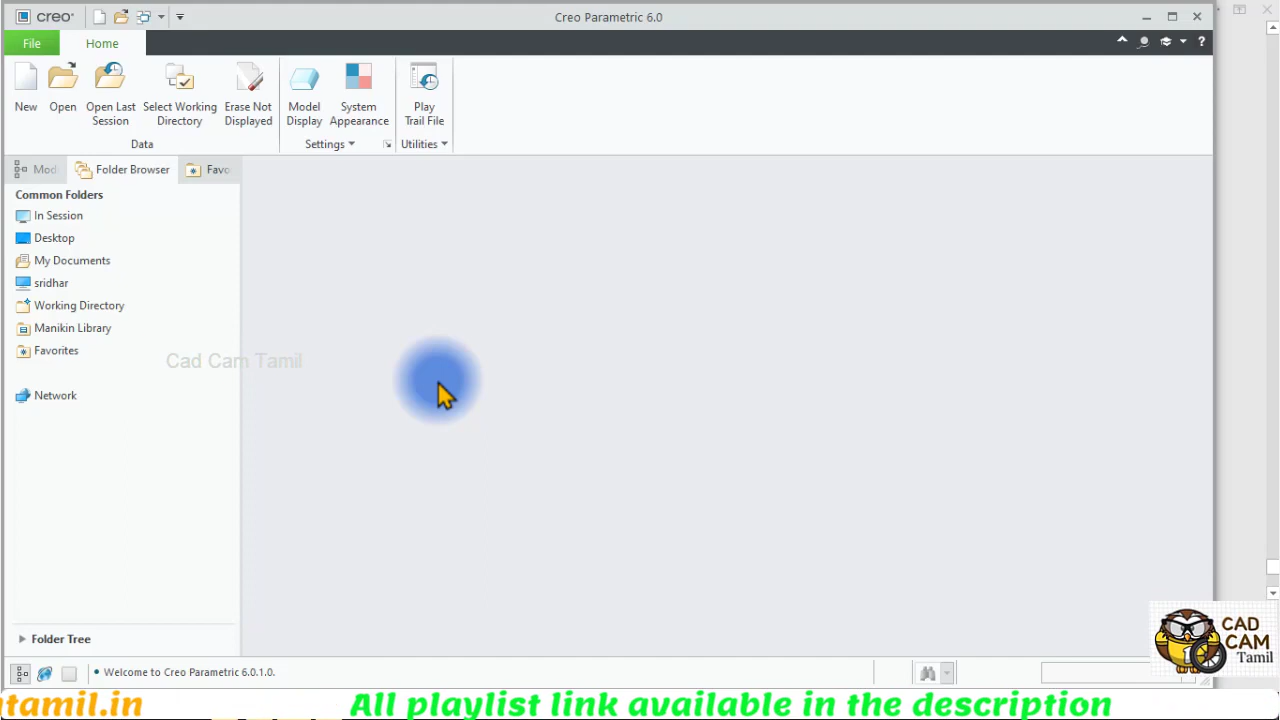 creo
Creo Parametric 6.0
File
Home
New
Open
Open Last
Session
Select Working
Directory
Erase Not
Displayed
Model
Display
System
Appearance
Play
Trail File
Data
Settings
Utilities
Mod
Folder Browser
Favo
Common Folders
In Session
Desktop
My Documents
sridhar
Working Directory
Manikin Library
Favorites
Network
Cad Cam Tamil
Folder Tree
Welcome to Creo Parametric 6.0.1.0.
CAD
CAM
Tamil
tamil.in
All playlist link available in the description